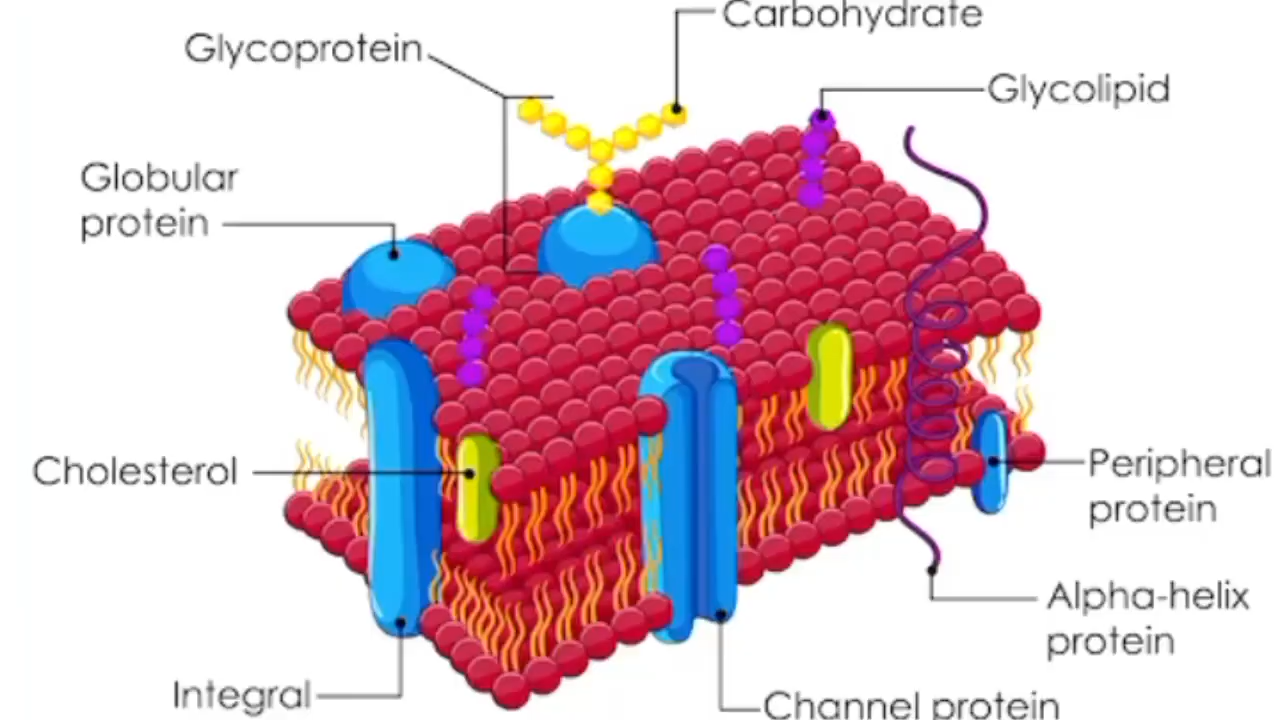 Carbohydrate
Glycoprotein
Glycolipid
Globular
protein
Cholesterol
Peripheral
protein
Alpha-helix
protein
Integral
Channel protein